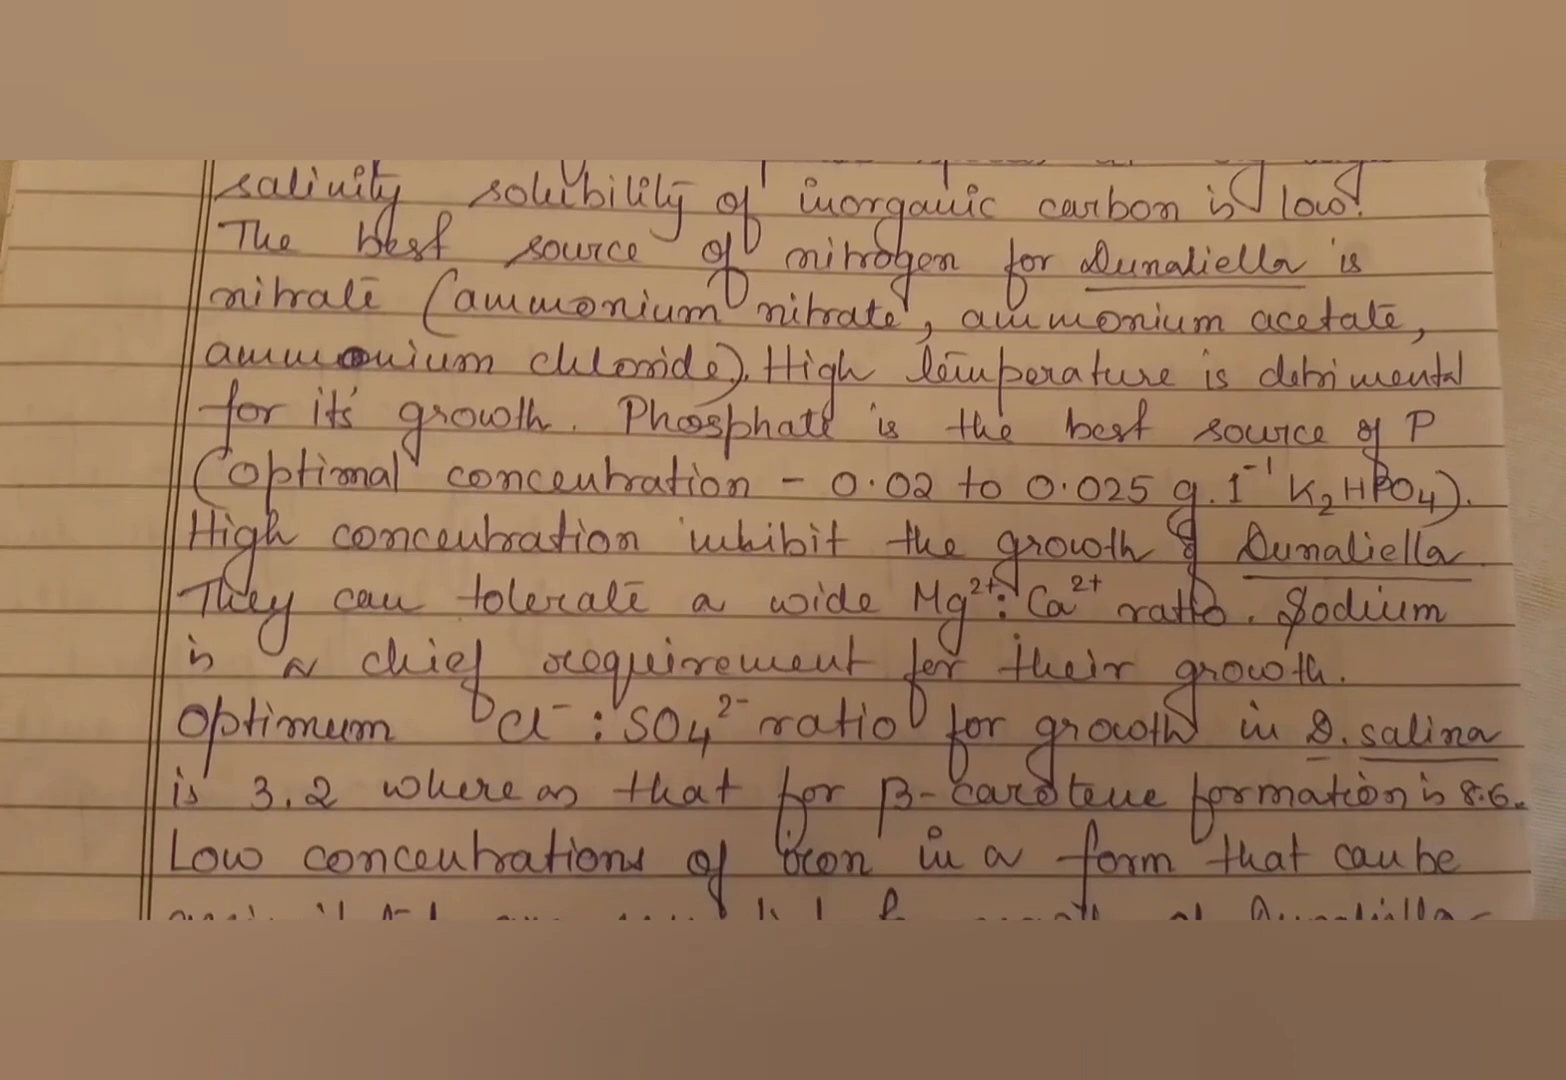 salinity solubility of inorganic carbon is low.
The best source of nitrogen for Dunaliella is
nitrate (ammonium nitrate, ammonium acetate,
ammonium chloride). High temperature is detrimental
for it's growth. Phosphate is the best source of P
(optimal concentration - 0.02 to 0.025 g.1⁻¹ K₂HPO₄).
High concentration inhibit the growth of Dunaliella
They can tolerate a wide Mg²⁺:Ca²⁺ ratio. Sodium
is a chief requirement for their growth.
Optimum Cl⁻:SO₄²⁻ ratio for growth in D. salina
is 3.2 where as that for β-carotene formation is 8.6.
Low concentrations of iron in a form that can be